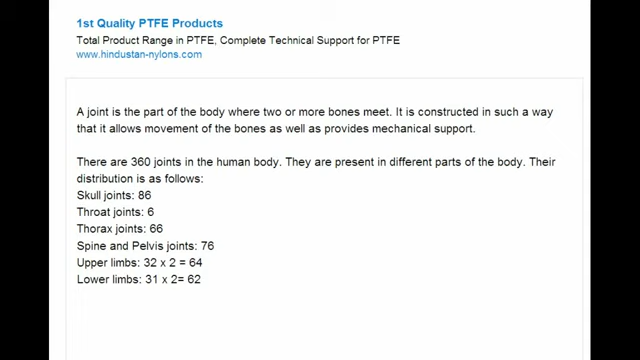 1st Quality PTFE Products
Total Product Range in PTFE, Complete Technical Support for PTFE
www.hindustan-nylons.com
A joint is the part of the body where two or more bones meet. It is constructed in such a way
that it allows movement of the bones as well as provides mechanical support.
There are 360 joints in the human body. They are present in different parts of the body. Their
distribution is as follows:
Skull joints: 86
Throat joints: 6
Thorax joints: 66
Spine and Pelvis joints: 76
Upper limbs: 32 x 2 = 64
Lower limbs: 31 x 2= 62